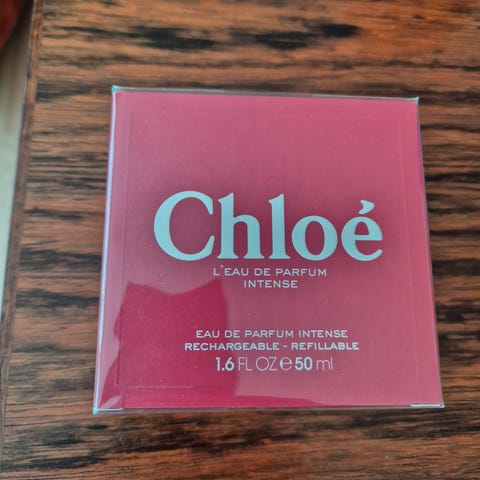 Chloé
L'EAU DE PARFUM
INTENSE
EAU DE PARFUM INTENSE
RECHARGEABLE - REFILLABLE
1.6 FL OZ ℮ 50 ml